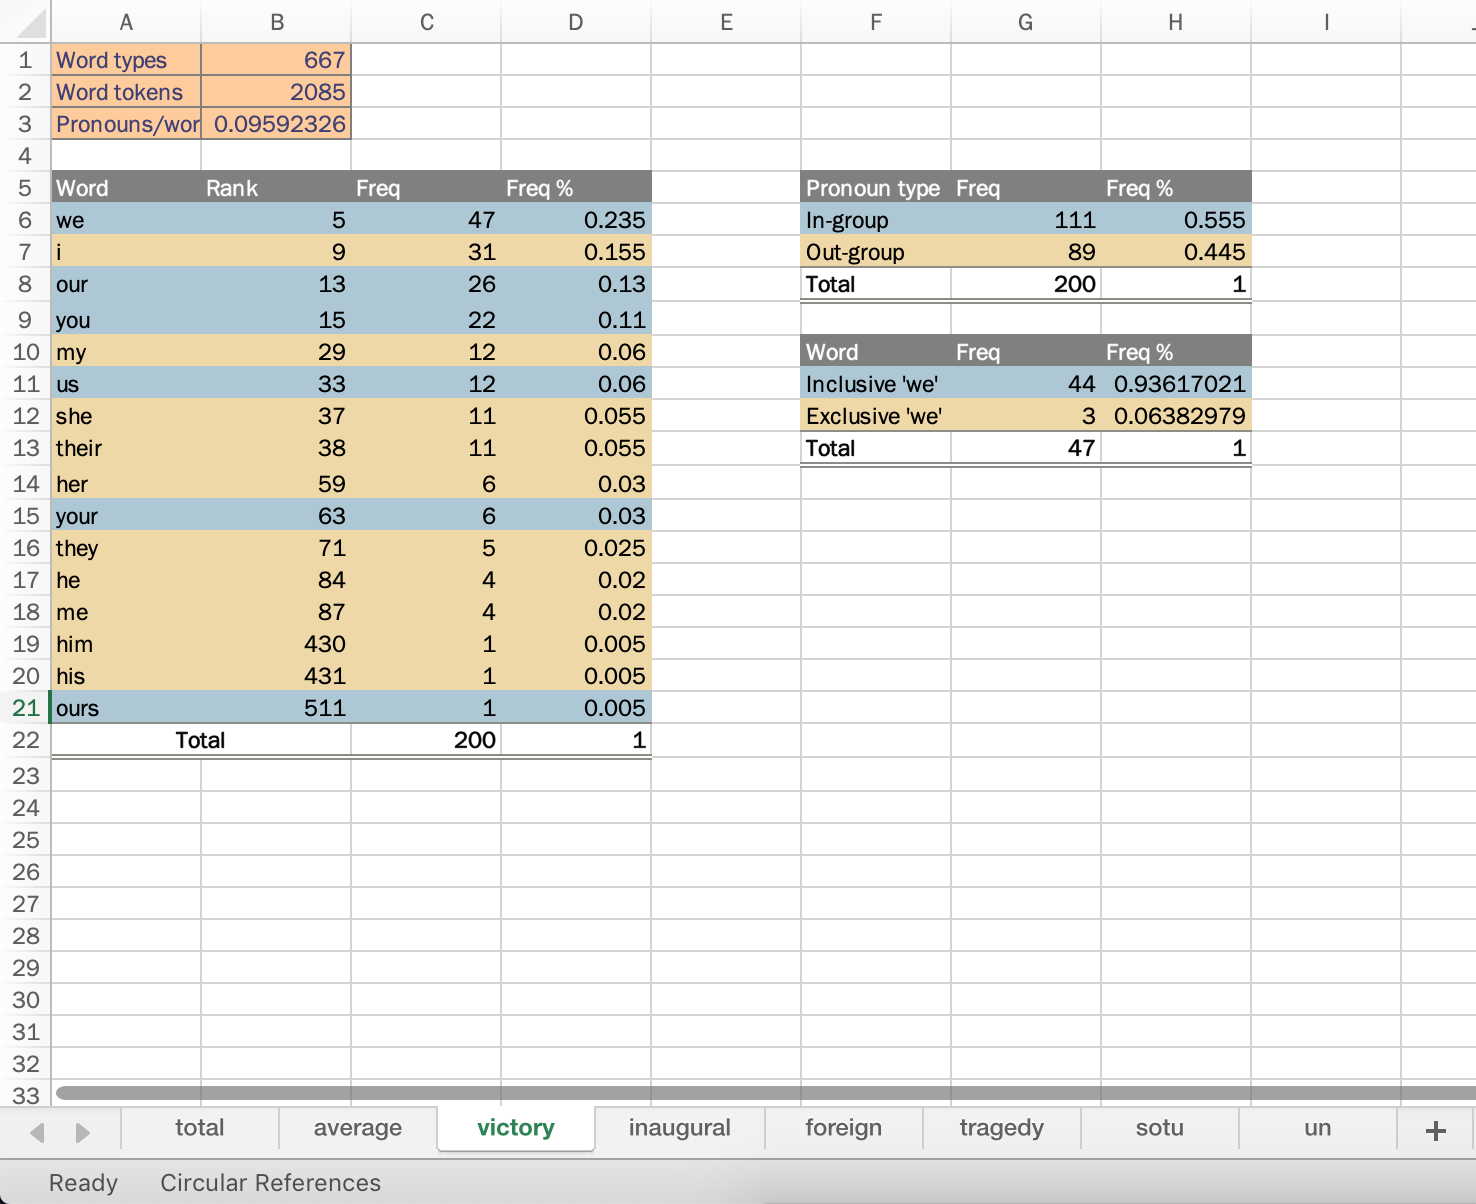 A B C D E F G H I
1 Word types 667
2 Word tokens 2085
3 Pronouns/wor 0.09592326
4
5 Word Rank Freq Freq % Pronoun type Freq Freq %
6 we 5 47 0.235 In-group 111 0.555
7 i 9 31 0.155 Out-group 89 0.445
8 our 13 26 0.13 Total 200 1
9 you 15 22 0.11
10 my 29 12 0.06 Word Freq Freq %
11 us 33 12 0.06 Inclusive 'we' 44 0.93617021
12 she 37 11 0.055 Exclusive 'we' 3 0.06382979
13 their 38 11 0.055 Total 47 1
14 her 59 6 0.03
15 your 63 6 0.03
16 they 71 5 0.025
17 he 84 4 0.02
18 me 87 4 0.02
19 him 430 1 0.005
20 his 431 1 0.005
21 ours 511 1 0.005
22 Total 200 1
23
24
25
26
27
28
29
30
31
32
33
total average victory inaugural foreign tragedy sotu un +
Ready Circular References